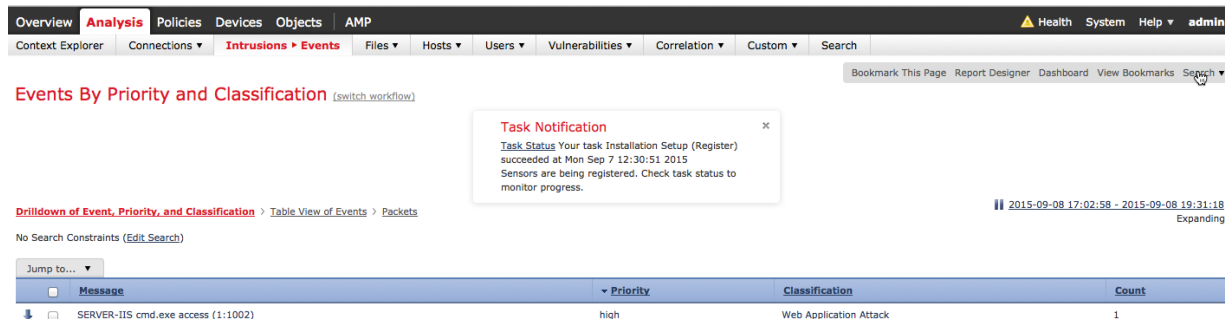 Overview Analysis Policies Devices Objects AMP Health System Help ▾ admin
Context Explorer Connections ▾ Intrusions ▸ Events Files ▾ Hosts ▾ Users ▾ Vulnerabilities ▾ Correlation ▾ Custom ▾ Search
Bookmark This Page Report Designer Dashboard View Bookmarks Search ▾
Events By Priority and Classification (switch workflow)
Task Notification ×
Task Status Your task Installation Setup (Register)
succeeded at Mon Sep 7 12:30:51 2015
Sensors are being registered. Check task status to
monitor progress.
Drilldown of Event, Priority, and Classification > Table View of Events > Packets 2015-09-08 17:02:58 - 2015-09-08 19:31:18
Expanding
No Search Constraints (Edit Search)
Jump to... ▼
Message ▾ Priority Classification Count
SERVER-IIS cmd.exe access (1:1002) high Web Application Attack 1